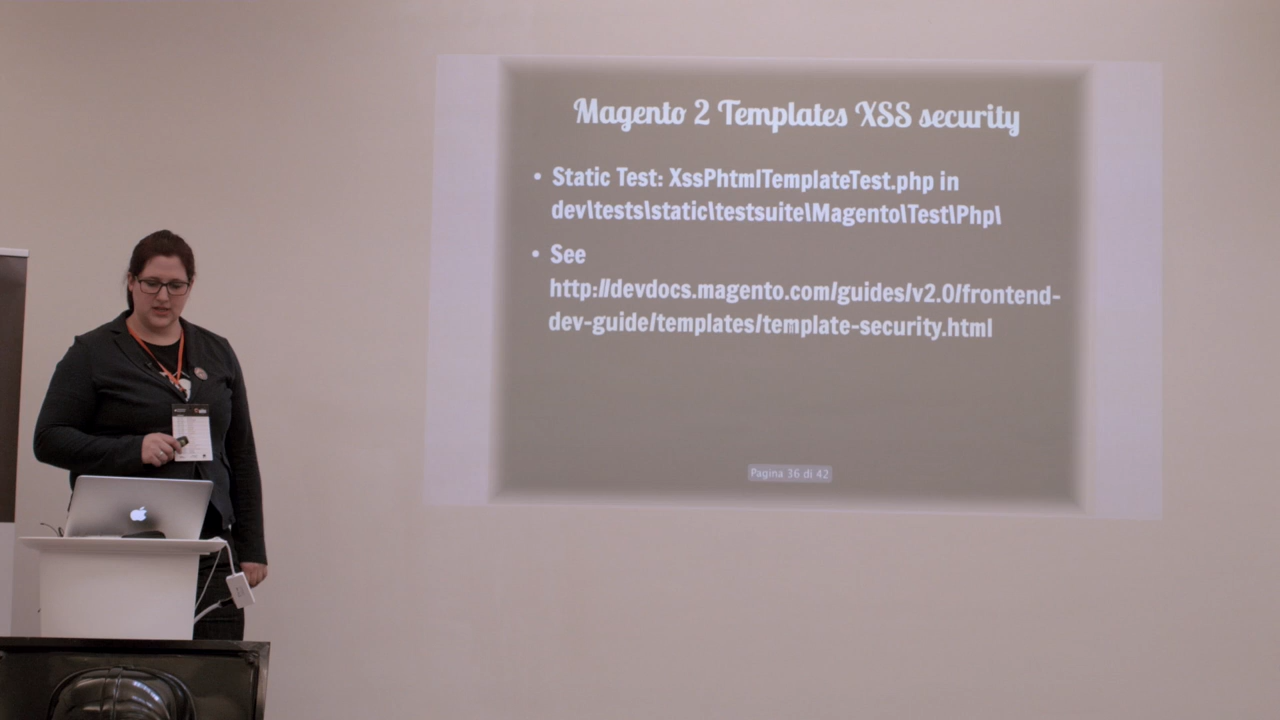 Magento 2 Templates XSS security
• Static Test: XssPhtmlTemplateTest.php in
dev\tests\static\testsuite\Magento\Test\Php\
• See
http://devdocs.magento.com/guides/v2.0/frontend-
dev-guide/templates/template-security.html
Pagina 36 di 42